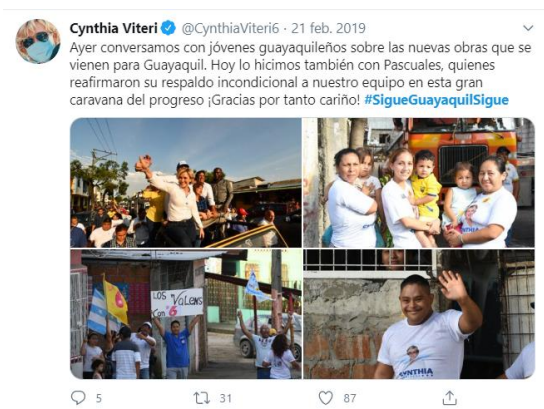 Cynthia Viteri @CynthiaViteri6 · 21 feb. 2019
Ayer conversamos con jóvenes guayaquileños sobre las nuevas obras que se
vienen para Guayaquil. Hoy lo hicimos también con Pascuales, quienes
reafirmaron su respaldo incondicional a nuestro equipo en esta gran
caravana del progreso ¡Gracias por tanto cariño! #SigueGuayaquilSigue
LOS VaLeNS
CoN 6
CYNTHIA
CYNTHIA
5 31 87